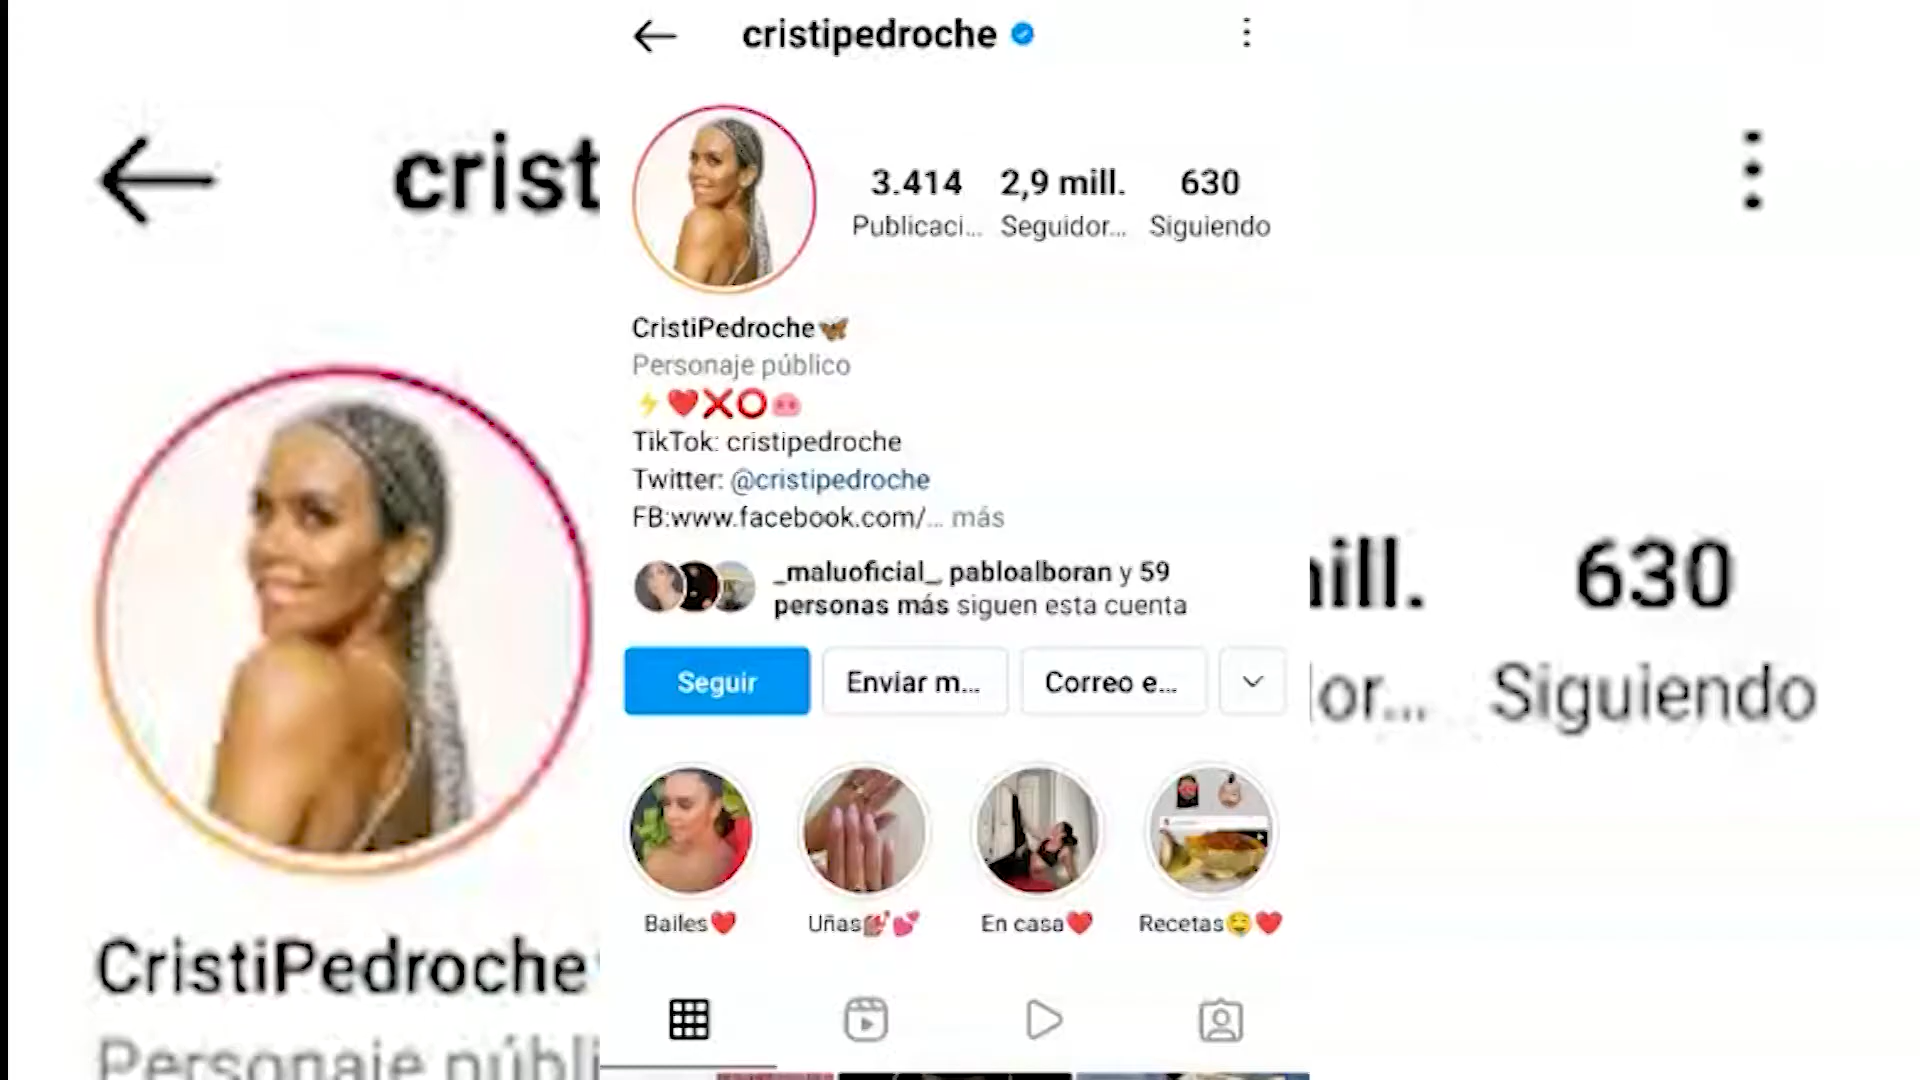 cristipedroche
crist
3.414 2,9 mill. 630
Publicaci... Seguidor... Siguiendo
CristiPedroche
Personaje público
TikTok: cristipedroche
Twitter: @cristipedroche
FB:www.facebook.com/... más
_maluoficial_, pabloalboran y 59
personas más siguen esta cuenta
ill. 630
or... Siguiendo
Seguir Enviar m... Correo e...
Bailes Uñas En casa Recetas
CristiPedroche
Personaje públi